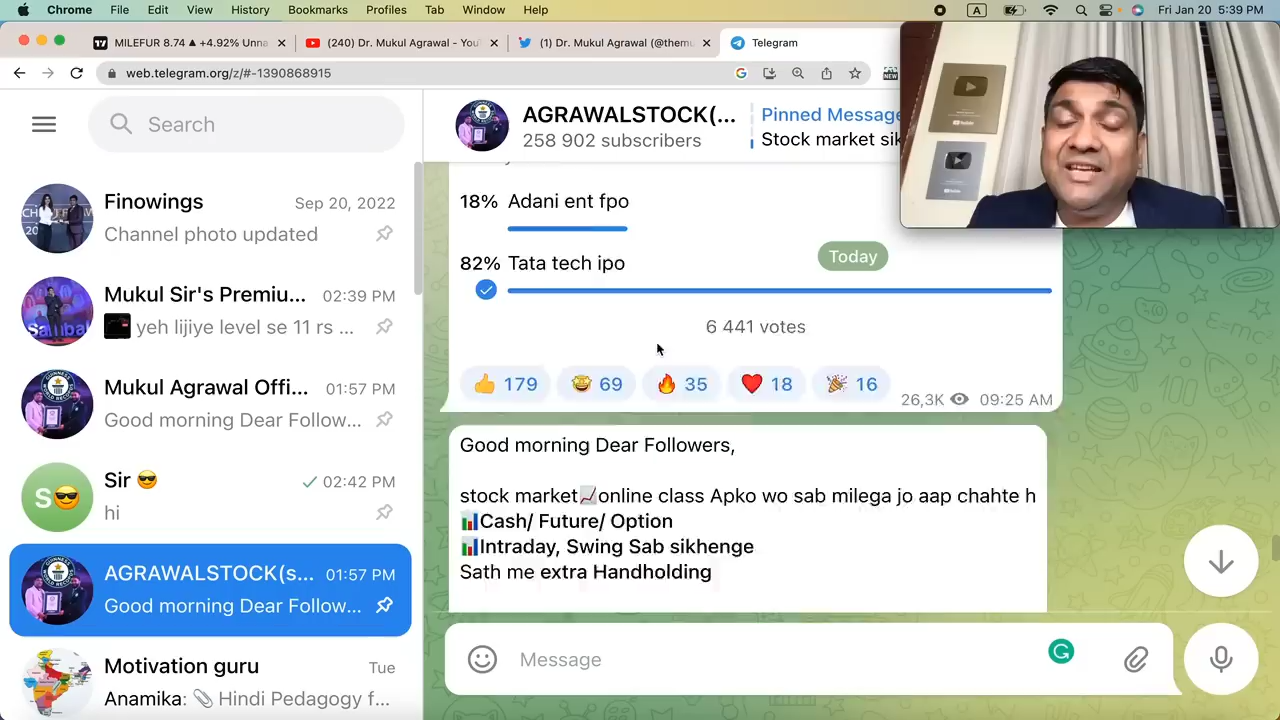 Chrome File Edit View History Bookmarks Profiles Tab Window Help
A
Fri Jan 20 5:39 PM
MILEFUR 8.74 ▲ +4.92% Unna
(240) Dr. Mukul Agrawal - You
(1) Dr. Mukul Agrawal (@themu
Telegram
web.telegram.org/z/#-1390868915
NEW
Search
AGRAWALSTOCK(...
258 902 subscribers
Pinned Message
Stock market sik
Finowings
Sep 20, 2022
Channel photo updated
Mukul Sir's Premiu...
02:39 PM
yeh lijiye level se 11 rs ...
Mukul Agrawal Offi...
01:57 PM
Good morning Dear Follow...
Sir 😎
02:42 PM
S😎
hi
AGRAWALSTOCK(s...
01:57 PM
Good morning Dear Follow...
Motivation guru
Tue
Anamika: 📎 Hindi Pedagogy f...
18% Adani ent fpo
Today
82% Tata tech ipo
6 441 votes
👍 179 🤩 69 🔥 35 ❤️ 18 🎉 16
26,3K 09:25 AM
Good morning Dear Followers,
stock market📈online class Apko wo sab milega jo aap chahte h
📊Cash/ Future/ Option
📊Intraday, Swing Sab sikhenge
Sath me extra Handholding
Message